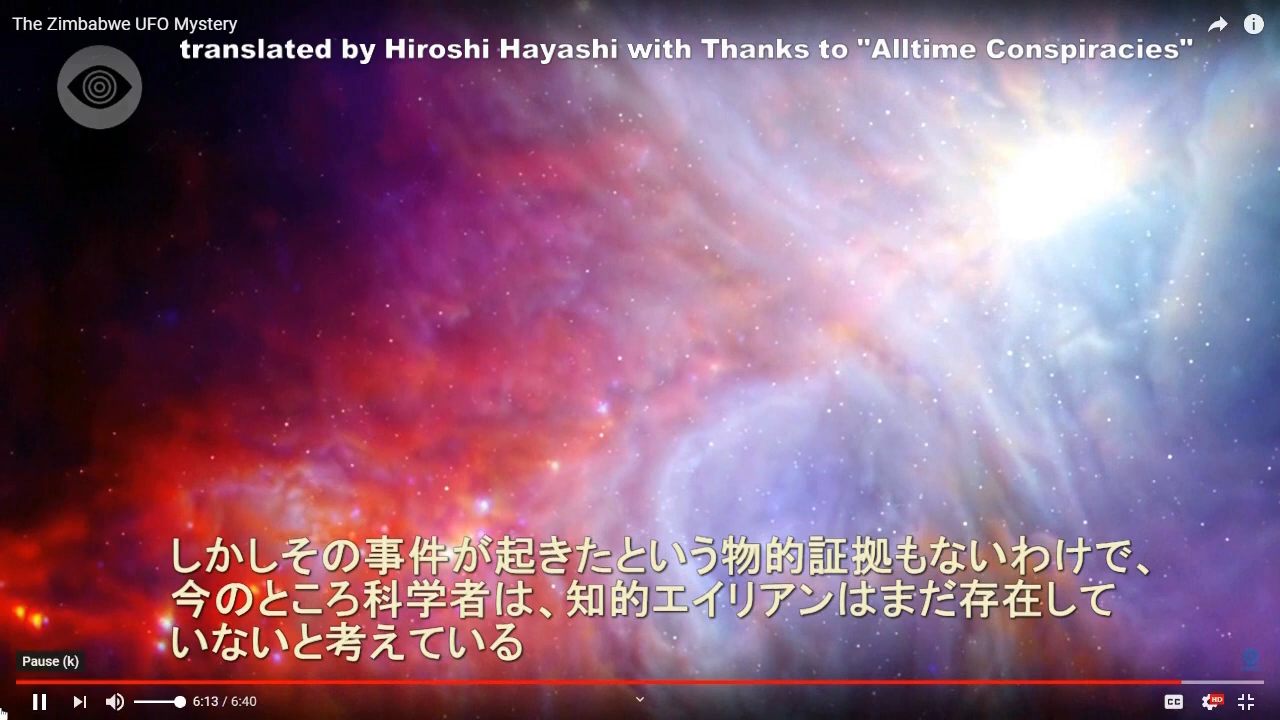 The Zimbabwe UFO Mystery
translated by Hiroshi Hayashi with Thanks to "Alltime Conspiracies"
しかしその事件が起きたという物的証拠もないわけで、
今のところ科学者は、知的エイリアンはまだ存在して
いないと考えている
Pause (k)
6:13 / 6:40
CC
HD